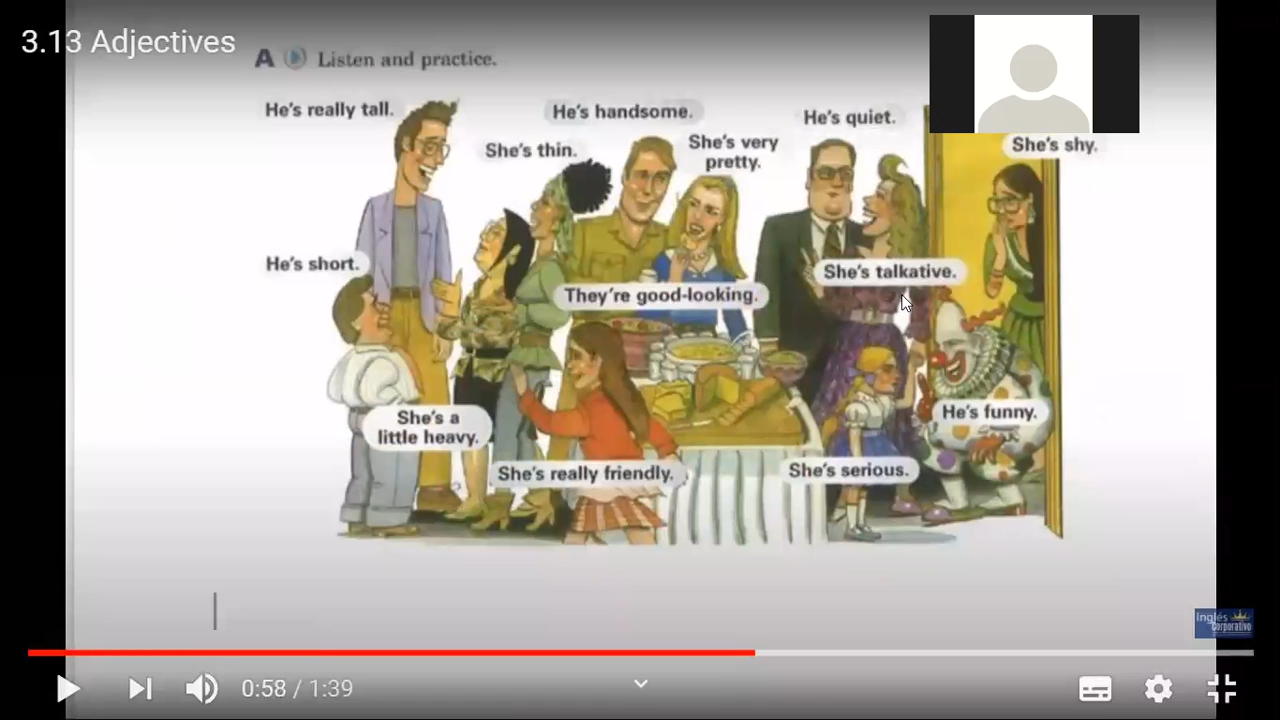 3.13 Adjectives
A Listen and practice.
He's really tall.
He's handsome.
He's quiet.
She's thin.
She's very
pretty.
She's shy.
He's short.
She's talkative.
They're good-looking.
She's a
little heavy.
He's funny.
She's really friendly.
She's serious.
Inglés
Corporativo
0:58 / 1:39